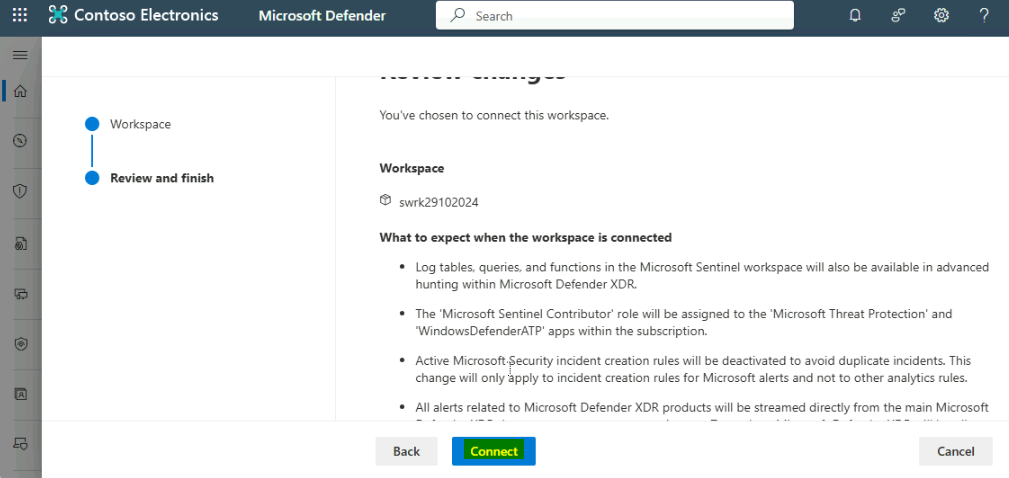 Contoso Electronics
Microsoft Defender
Search
Review changes
You've chosen to connect this workspace.
Workspace
Workspace
swrk29102024
Review and finish
What to expect when the workspace is connected
Log tables, queries, and functions in the Microsoft Sentinel workspace will also be available in advanced
hunting within Microsoft Defender XDR.
The 'Microsoft Sentinel Contributor' role will be assigned to the 'Microsoft Threat Protection' and
'WindowsDefenderATP' apps within the subscription.
Active Microsoft Security incident creation rules will be deactivated to avoid duplicate incidents. This
change will only apply to incident creation rules for Microsoft alerts and not to other analytics rules.
All alerts related to Microsoft Defender XDR products will be streamed directly from the main Microsoft
Back
Connect
Cancel